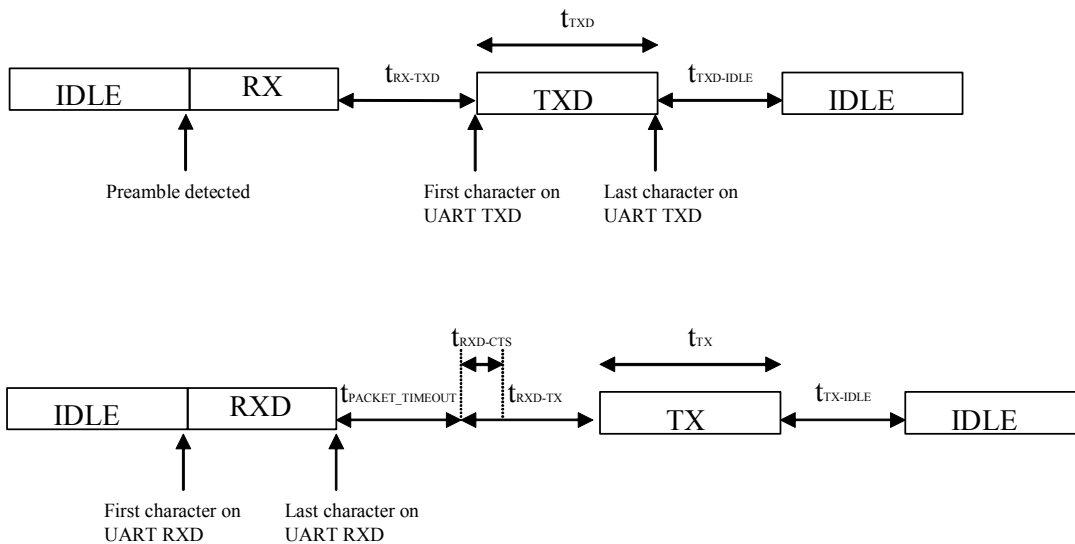 tTXD
IDLE RX tRX-TXD TXD tTXD-IDLE IDLE
Preamble detected
First character on
UART TXD
Last character on
UART TXD
tRXD-CTS
tTX
IDLE RXD tPACKET_TIMEOUT tRXD-TX TX tTX-IDLE IDLE
First character on
UART RXD
Last character on
UART RXD